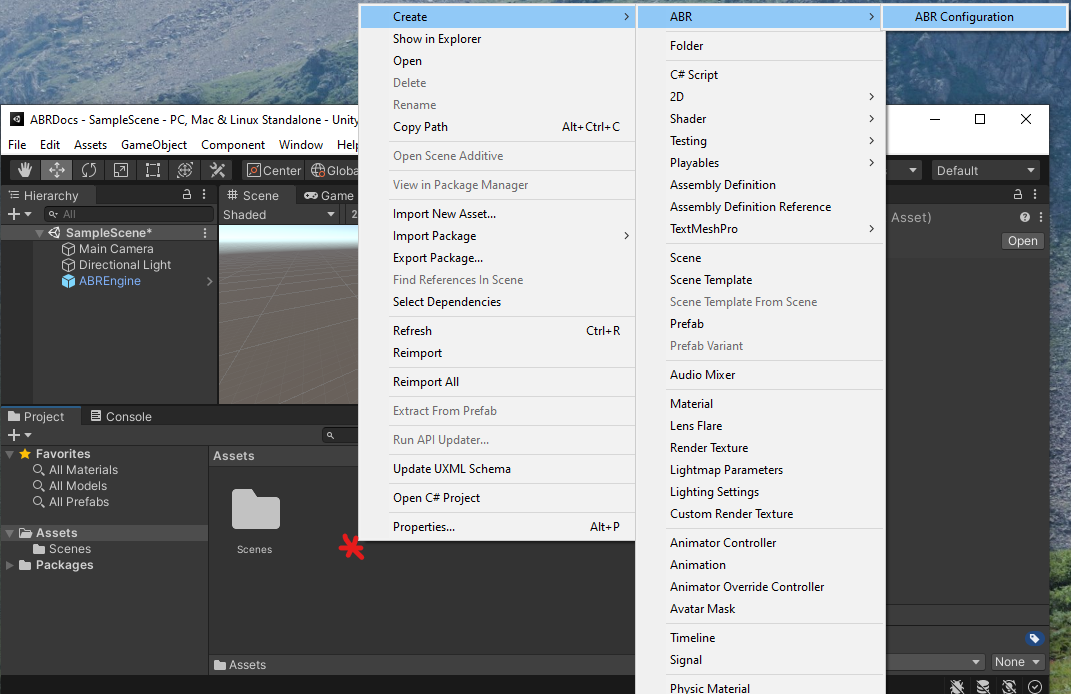 Create
Show in Explorer
Open
Delete
Rename
Copy Path Alt+Ctrl+C
Open Scene Additive
View in Package Manager
Import New Asset...
Import Package
Export Package...
Find References In Scene
Select Dependencies
Refresh Ctrl+R
Reimport
Reimport All
Extract From Prefab
Run API Updater...
Update UXML Schema
Open C# Project
Properties... Alt+P
ABR
Folder
C# Script
2D
Shader
Testing
Playables
Assembly Definition
Assembly Definition Reference
TextMeshPro
Scene
Scene Template
Scene Template From Scene
Prefab
Prefab Variant
Audio Mixer
Material
Lens Flare
Render Texture
Lightmap Parameters
Lighting Settings
Custom Render Texture
Animator Controller
Animation
Animator Override Controller
Avatar Mask
Timeline
Signal
Physic Material
ABR Configuration
ABRDocs - SampleScene - PC, Mac & Linux Standalone - Unity
File Edit Assets GameObject Component Window Help
Center Global
Default
Hierarchy
All
SampleScene*
Main Camera
Directional Light
ABREngine
Scene Game
Shaded 2
Asset)
Open
Project Console
Favorites
All Materials
All Models
All Prefabs
Assets
Scenes
Packages
Assets
Scenes
Assets
None